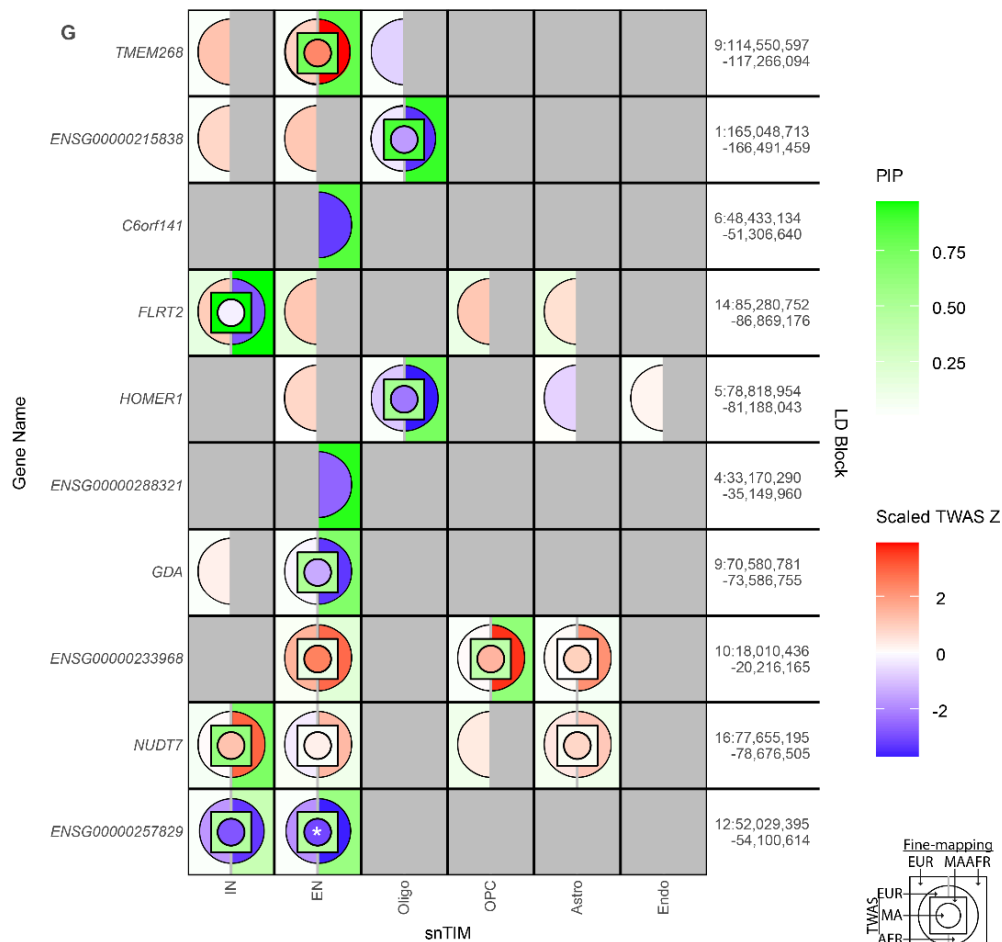 G
TMEM268
9:114,550,597
-117,266,094
ENSG00000215838
1:165,048,713
-166,491,459
C6orf141
6:48,433,134
-51,306,640
FLRT2
14:85,280,752
-86,869,176
HOMER1
5:78,818,954
-81,188,043
ENSG00000288321
4:33,170,290
-35,149,960
GDA
9:70,580,781
-73,586,755
ENSG00000233968
10:18,010,436
-20,216,165
NUDT7
16:77,655,195
-78,676,505
ENSG00000257829
*
12:52,029,395
-54,100,614
Gene Name
LD Block
IN
EN
Oligo
OPC
Astro
Endo
snTIM
PIP
0.75
0.50
0.25
Scaled TWAS Z
2
0
-2
Fine-mapping
EUR MAAFR
TWAS
EUR
MA
AFR